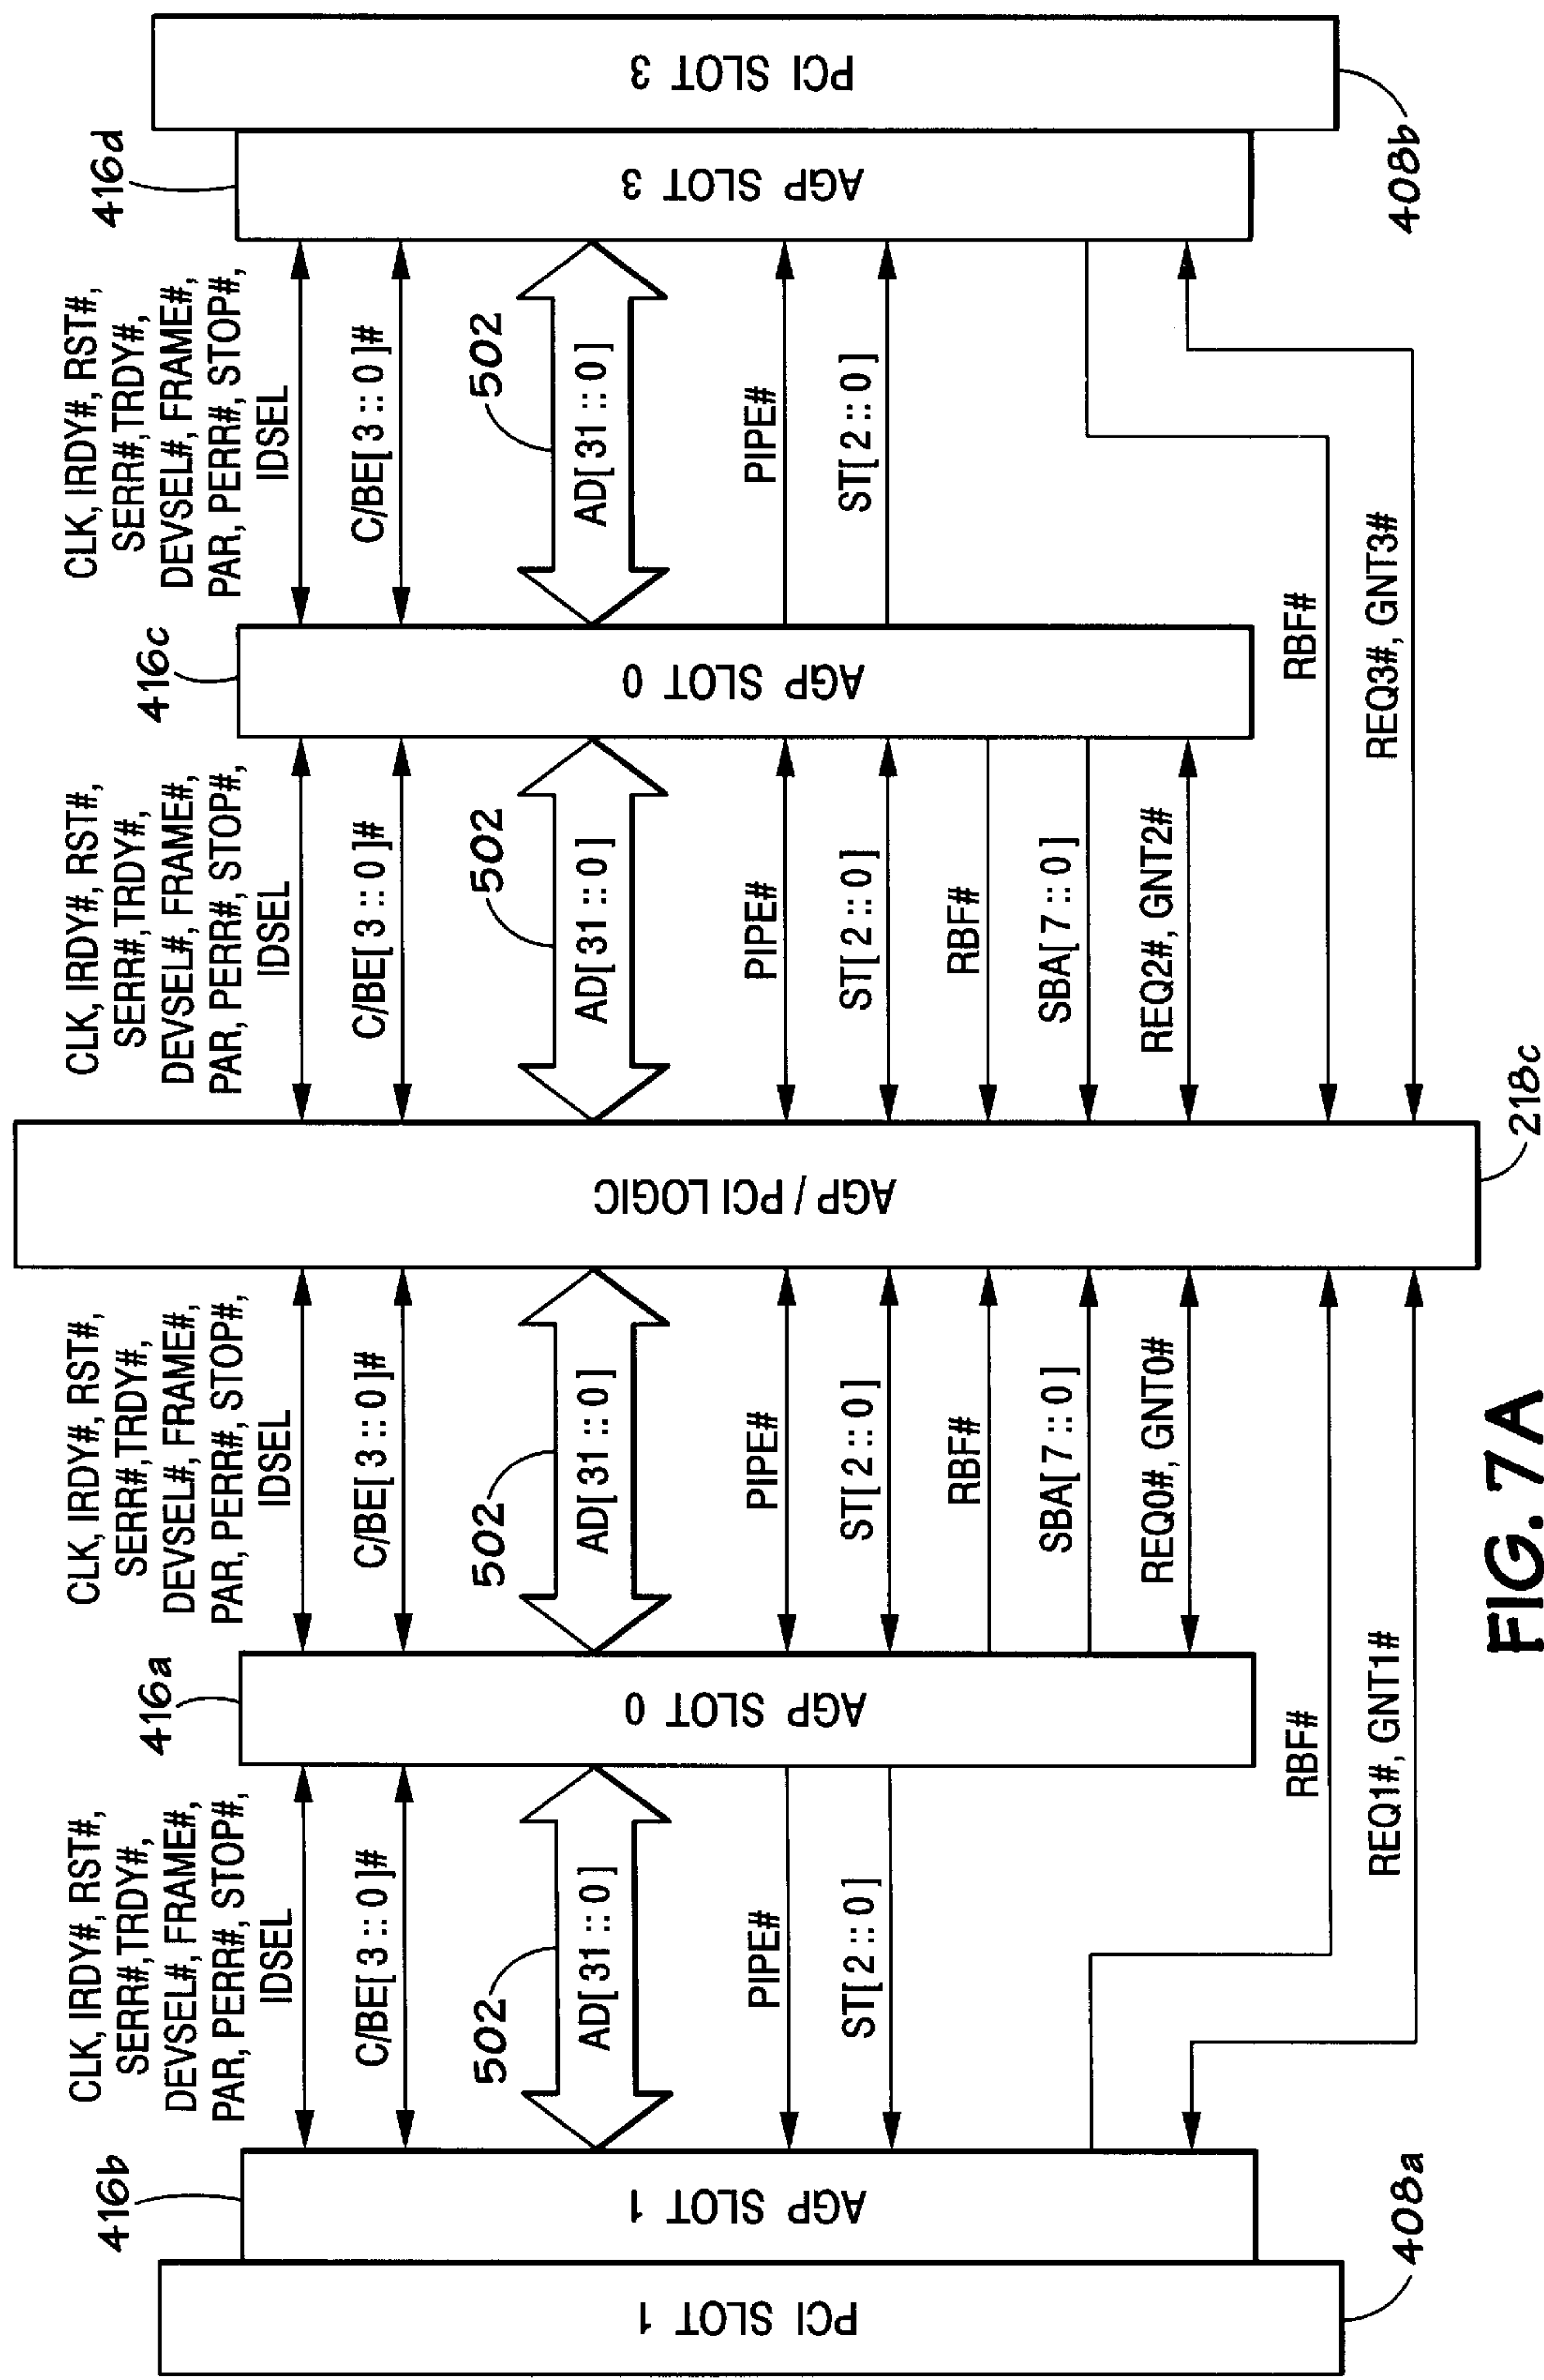 PCI SLOT 1
408a
416b
AGP SLOT 1
CLK, IRDY#, RST#,
SERR#,TRDY#,
DEVSEL#, FRAME#,
PAR, PERR#, STOP#,
IDSEL
C/BE[ 3 :: 0 ]#
502
AD[ 31 :: 0 ]
PIPE#
ST[ 2 :: 0 ]
416a
AGP SLOT 0
CLK, IRDY#, RST#,
SERR#,TRDY#,
DEVSEL#, FRAME#,
PAR, PERR#, STOP#,
IDSEL
C/BE[ 3 :: 0 ]#
502
AD[ 31 :: 0 ]
PIPE#
ST[ 2 :: 0 ]
RBF#
SBA[ 7 :: 0 ]
REQ0#, GNT0#
RBF#
REQ1#, GNT1#
AGP / PCI LOGIC
218c
CLK, IRDY#, RST#,
SERR#,TRDY#,
DEVSEL#, FRAME#,
PAR, PERR#, STOP#,
IDSEL
C/BE[ 3 :: 0 ]#
502
AD[ 31 :: 0 ]
PIPE#
ST[ 2 :: 0 ]
RBF#
SBA[ 7 :: 0 ]
REQ2#, GNT2#
416c
AGP SLOT 0
CLK, IRDY#, RST#,
SERR#,TRDY#,
DEVSEL#, FRAME#,
PAR, PERR#, STOP#,
IDSEL
C/BE[ 3 :: 0 ]#
502
AD[ 31 :: 0 ]
PIPE#
ST[ 2 :: 0 ]
RBF#
REQ3#, GNT3#
416d
AGP SLOT 3
PCI SLOT 3
408b
FIG. 7A